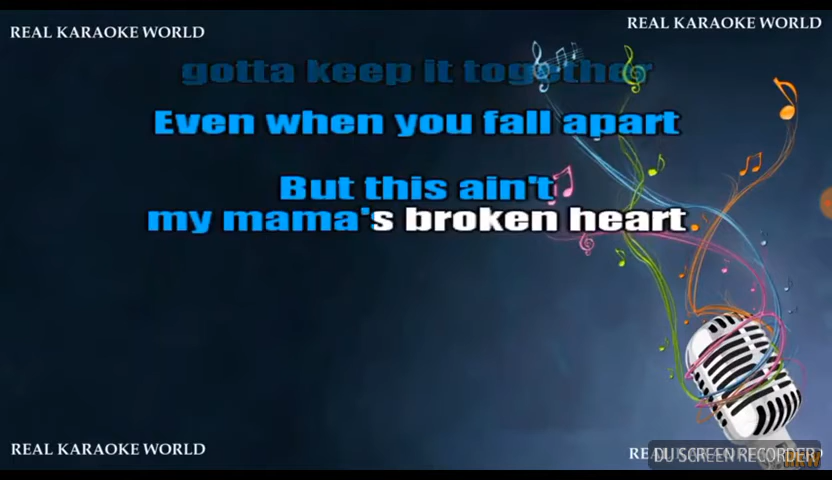 REAL KARAOKE WORLD
REAL KARAOKE WORLD
gotta keep it together
Even when you fall apart
But this ain't
my mama's broken heart.
REAL KARAOKE WORLD
DU SCREEN RECORDER